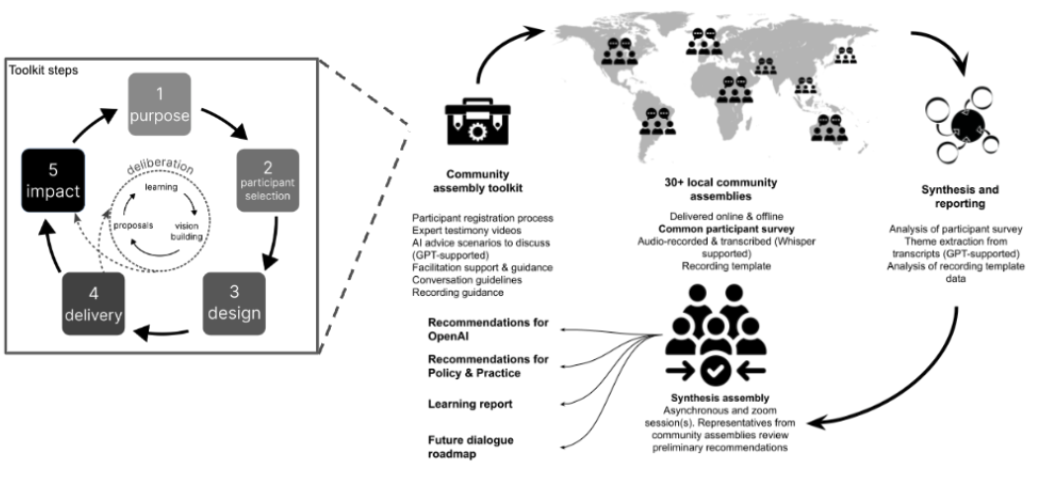 Toolkit steps
1
purpose
2
participant
selection
3
design
4
delivery
5
impact
deliberation
learning
vision
building
proposals
Community
assembly toolkit
Participant registration process
Expert testimony videos
AI advice scenarios to discuss
(GPT-supported)
Facilitation support & guidance
Conversation guidelines
Recording guidance
30+ local community
assemblies
Delivered online & offline
Common participant survey
Audio-recorded & transcribed (Whisper
supported)
Recording template
Synthesis and
reporting
Analysis of participant survey
Theme extraction from
transcripts (GPT-supported)
Analysis of recording template
data
Synthesis assembly
Asynchronous and zoom
session(s). Representatives from
community assemblies review
preliminary recommendations
Recommendations for
OpenAI
Recommendations for
Policy & Practice
Learning report
Future dialogue
roadmap